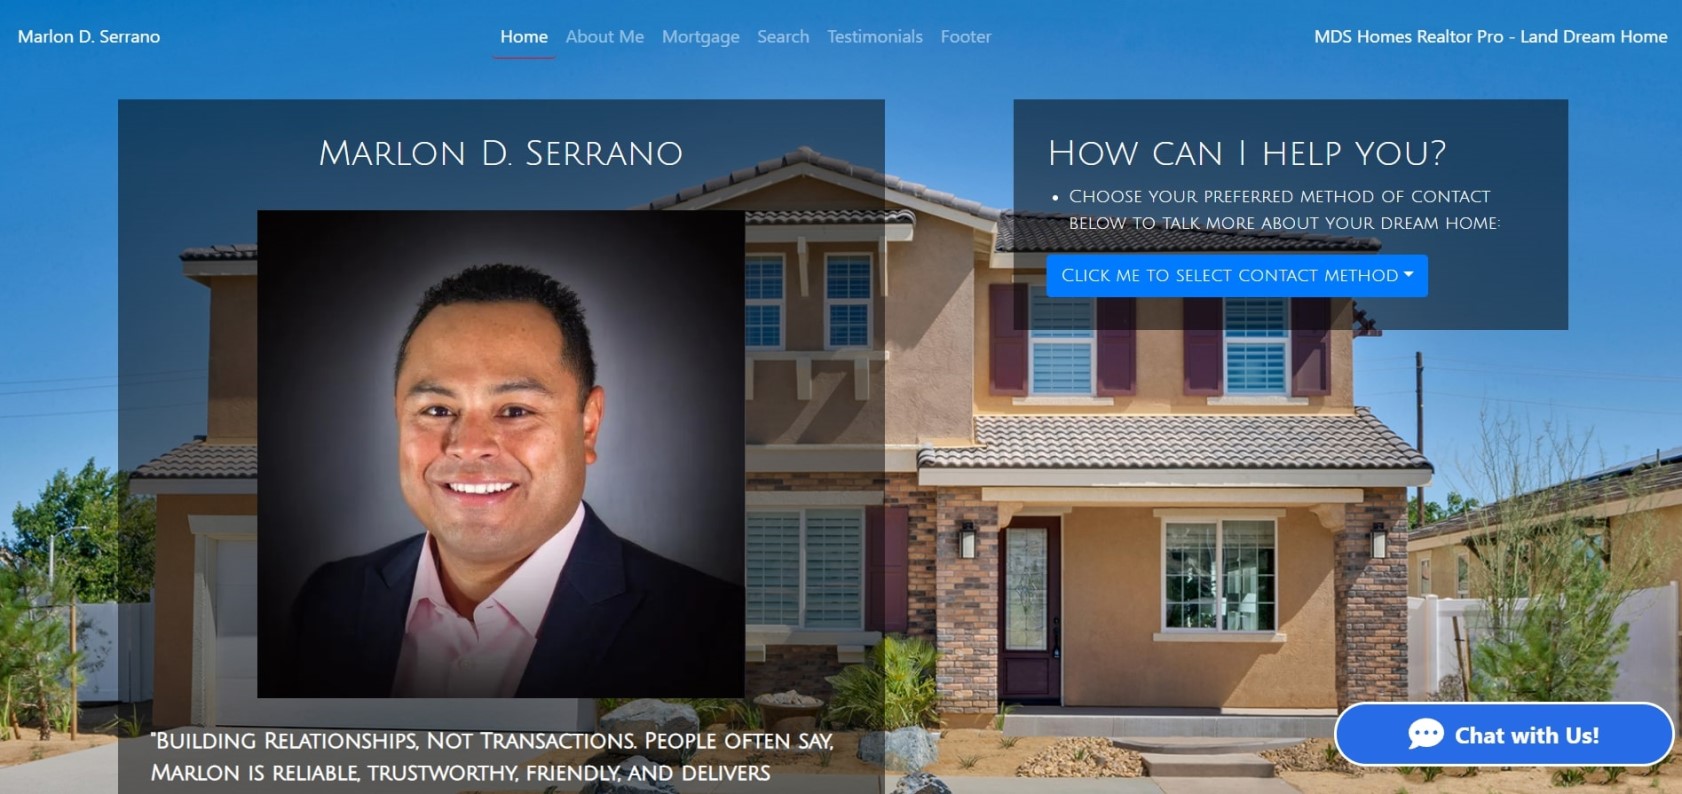 Marlon D. Serrano
Home About Me Mortgage Search Testimonials Footer
MDS Homes Realtor Pro - Land Dream Home
Marlon D. Serrano
"Building Relationships, Not Transactions. People often say,
Marlon is reliable, trustworthy, friendly, and delivers
How can I help you?
• Choose your preferred method of contact
below to talk more about your dream home:
Click me to select contact method
Chat with Us!